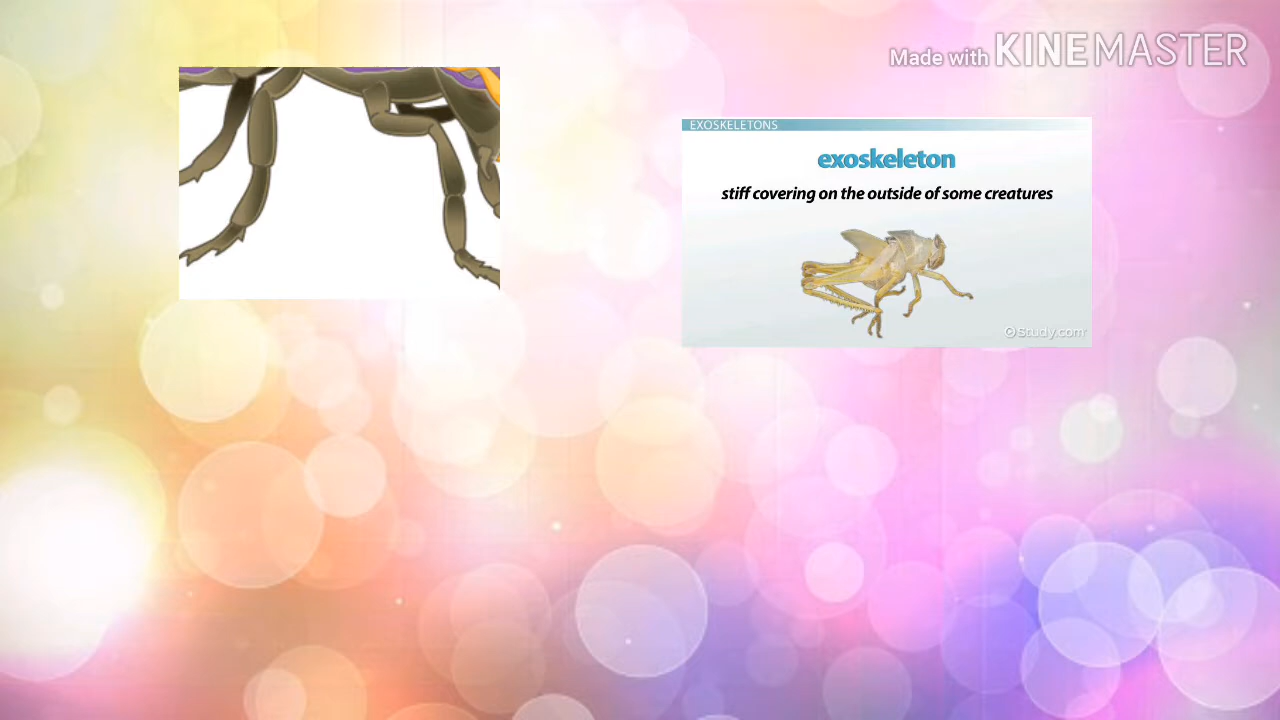 Made with KINEMASTER
EXOSKELETONS
exoskeleton
stiff covering on the outside of some creatures
Study.com